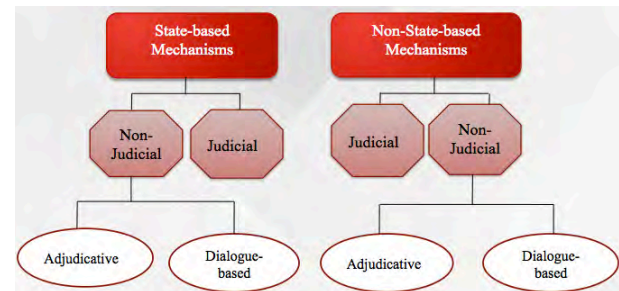 State-based
Mechanisms
Non-State-based
Mechanisms
Non-
Judicial
Judicial
Judicial
Non-
Judicial
Adjudicative
Dialogue-
based
Adjudicative
Dialogue-
based